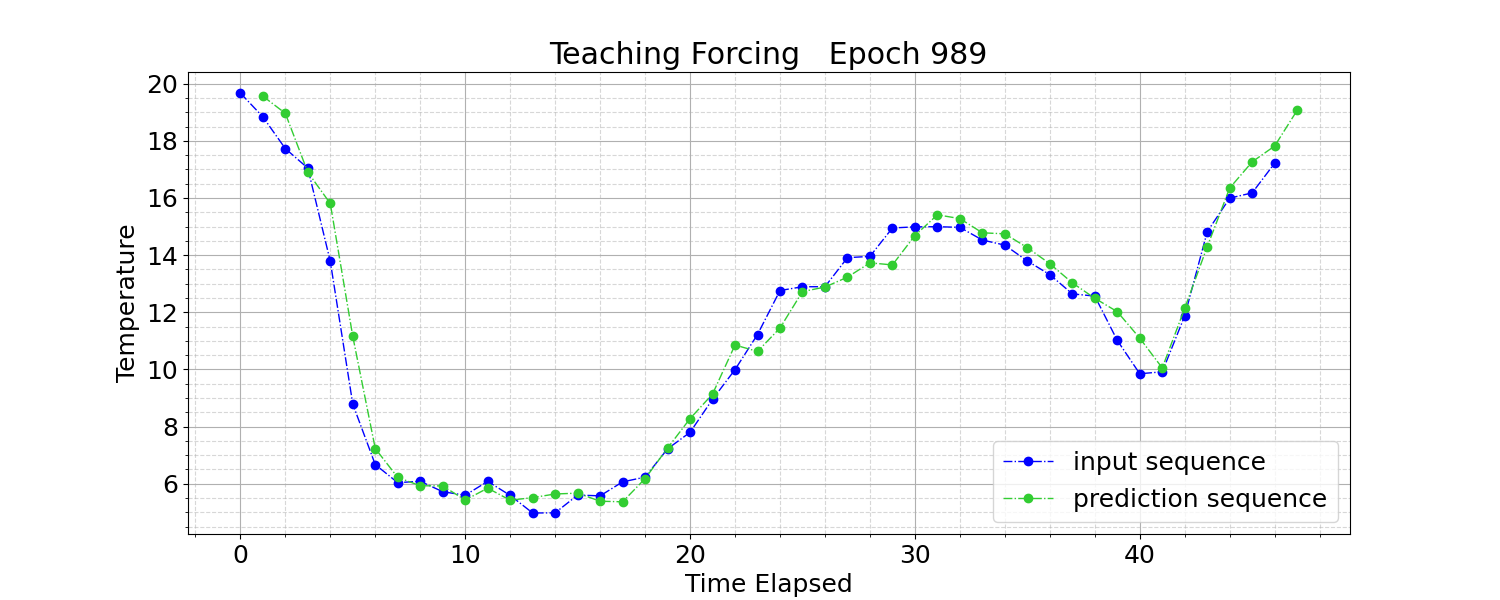 Teaching Forcing   Epoch 989
20
18
16
14
12
10
8
6
Temperature
0 10 20 30 40
Time Elapsed
input sequence
prediction sequence